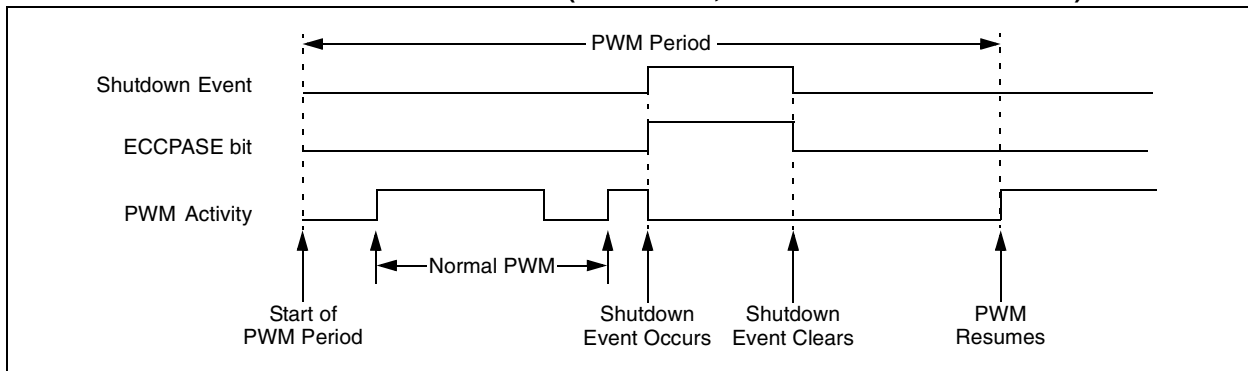 PWM Period
Shutdown Event
ECCPASE bit
PWM Activity
Normal PWM
Start of
PWM Period
Shutdown
Event Occurs
Shutdown
Event Clears
PWM
Resumes